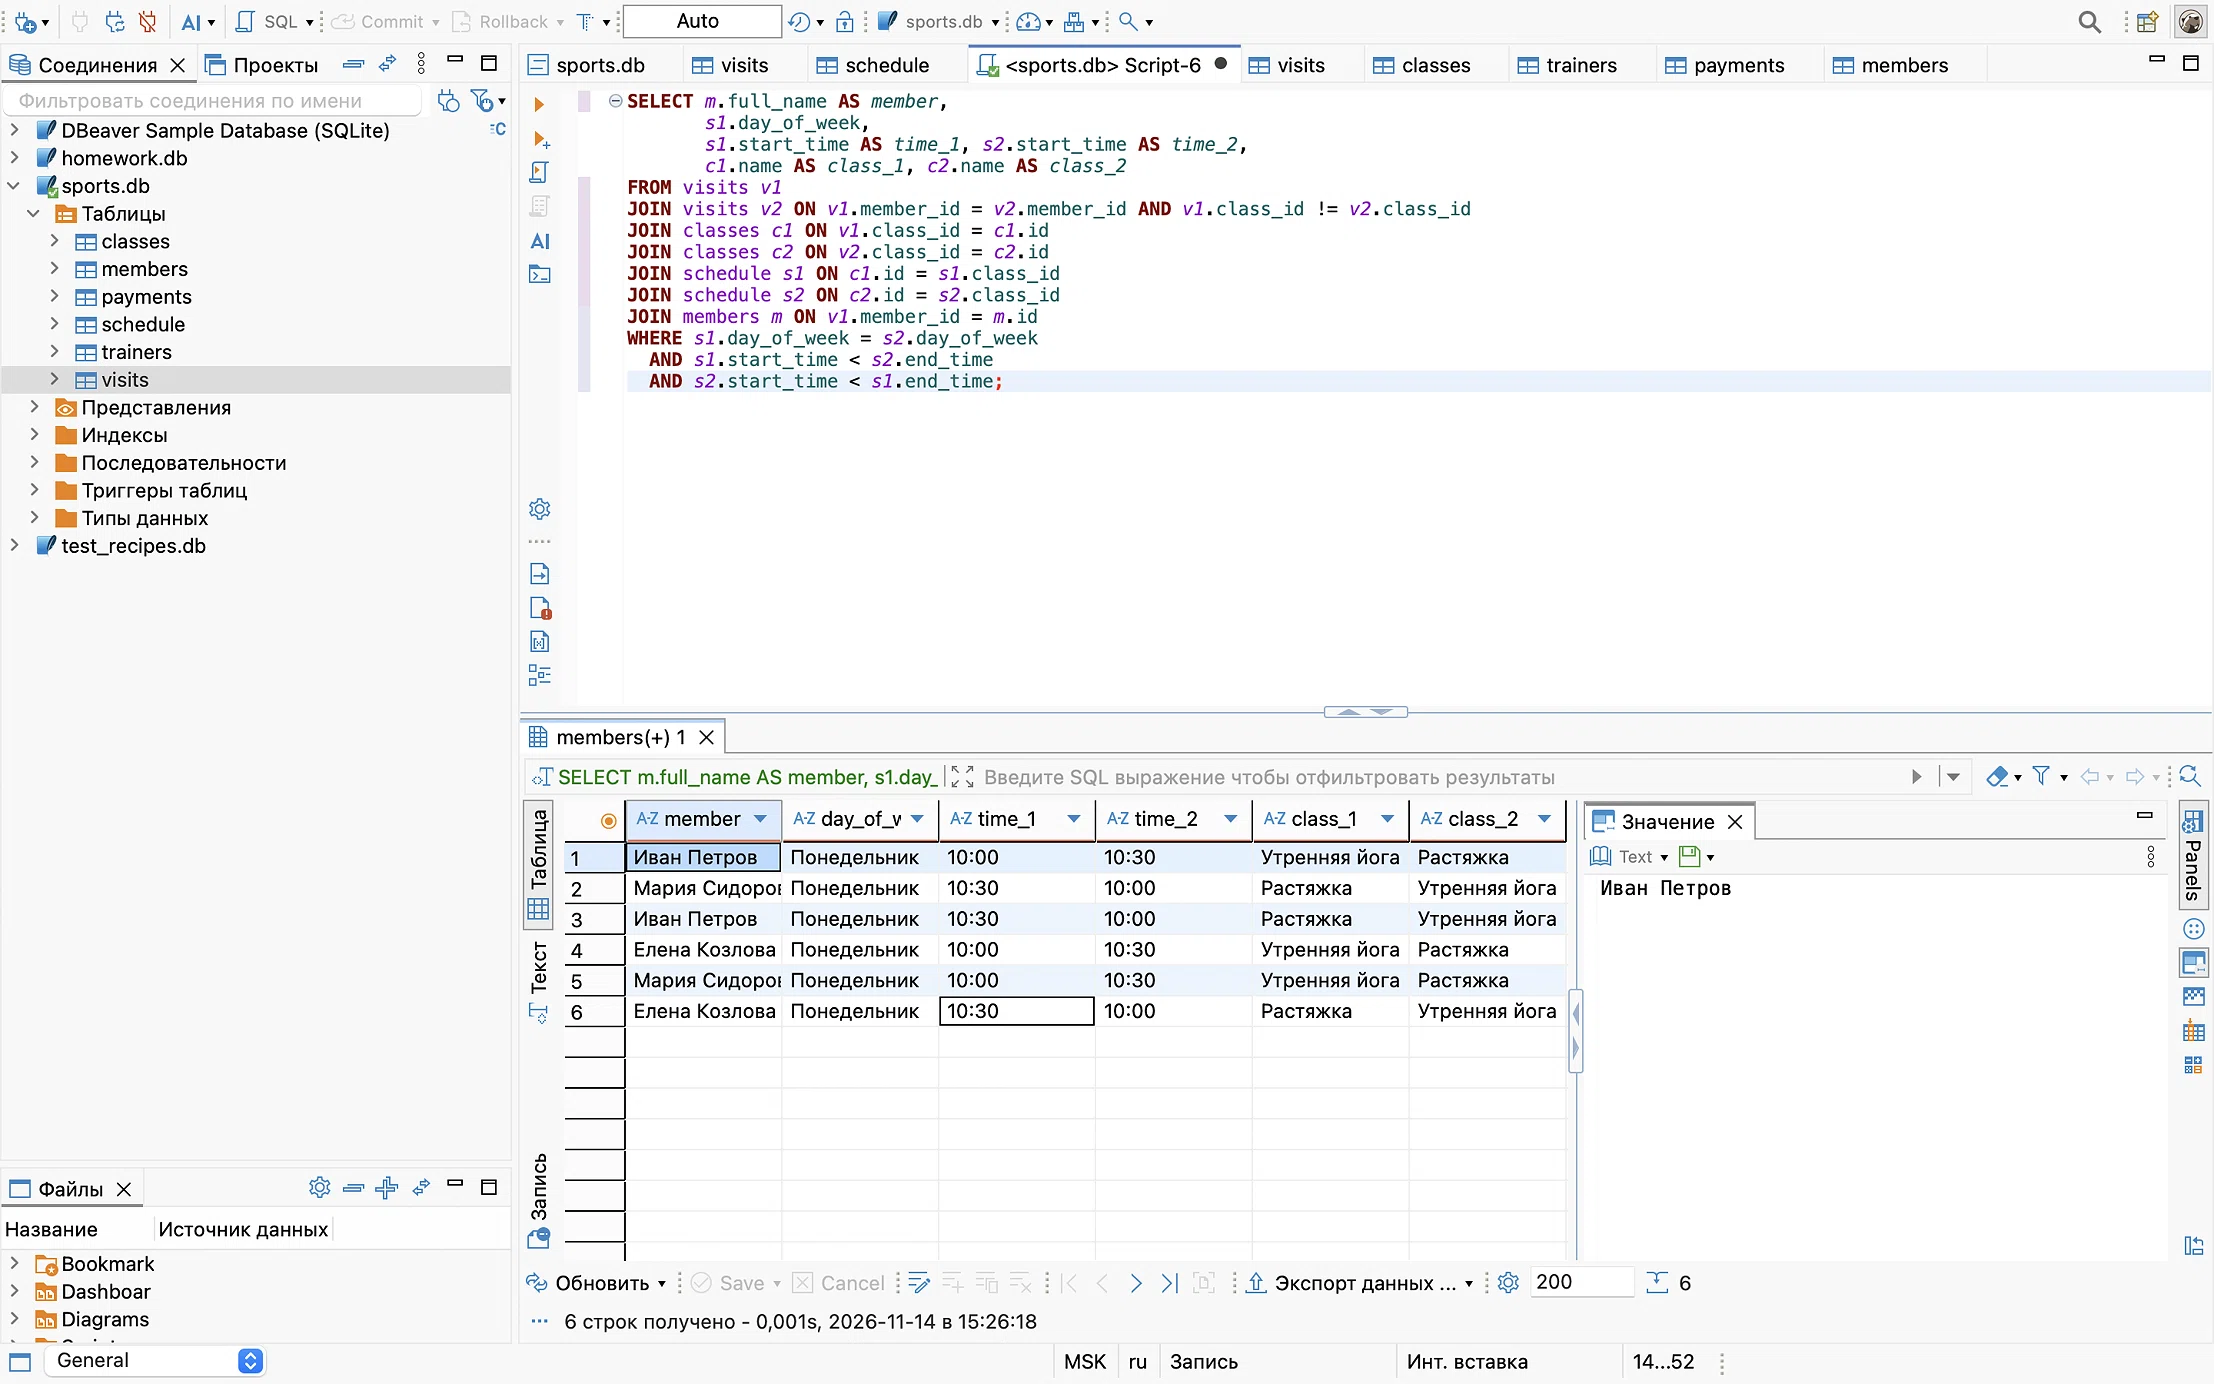 AI SQL Commit Rollback Auto sports.db
Соединения Проекты
Фильтровать соединения по имени
DBeaver Sample Database (SQLite)
homework.db
sports.db
Таблицы
classes
members
payments
schedule
trainers
visits
Представления
Индексы
Последовательности
Триггеры таблиц
Типы данных
test_recipes.db
Файлы
Название Источник данных
Bookmark
Dashboar
Diagrams
General
sports.db visits schedule <sports.db> Script-6 visits classes trainers payments members
AI
SELECT m.full_name AS member,
s1.day_of_week,
s1.start_time AS time_1, s2.start_time AS time_2,
c1.name AS class_1, c2.name AS class_2
FROM visits v1
JOIN visits v2 ON v1.member_id = v2.member_id AND v1.class_id != v2.class_id
JOIN classes c1 ON v1.class_id = c1.id
JOIN classes c2 ON v2.class_id = c2.id
JOIN schedule s1 ON c1.id = s1.class_id
JOIN schedule s2 ON c2.id = s2.class_id
JOIN members m ON v1.member_id = m.id
WHERE s1.day_of_week = s2.day_of_week
AND s1.start_time < s2.end_time
AND s2.start_time < s1.end_time;
members(+) 1
SELECT m.full_name AS member, s1.day_ Введите SQL выражение чтобы отфильтровать результаты
Таблица
Текст
Запись
A-Z member A-Z day_of_w A-Z time_1 A-Z time_2 A-Z class_1 A-Z class_2
1 Иван Петров Понедельник 10:00 10:30 Утренняя йога Растяжка
2 Мария Сидоров Понедельник 10:30 10:00 Растяжка Утренняя йога
3 Иван Петров Понедельник 10:30 10:00 Растяжка Утренняя йога
4 Елена Козлова Понедельник 10:00 10:30 Утренняя йога Растяжка
5 Мария Сидоров Понедельник 10:00 10:30 Утренняя йога Растяжка
6 Елена Козлова Понедельник 10:30 10:00 Растяжка Утренняя йога
Значение
Text
Иван Петров
Panels
Обновить Save Cancel Экспорт данных ... 200 6
6 строк получено - 0,001s, 2026-11-14 в 15:26:18
MSK ru Запись Инт. вставка 14...52